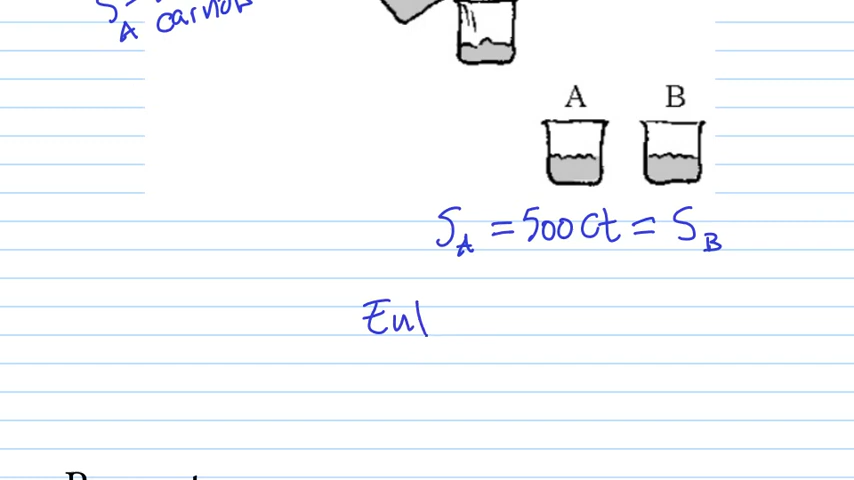 A carnot
A B
S_A = 500 Ct = S_B
Eul